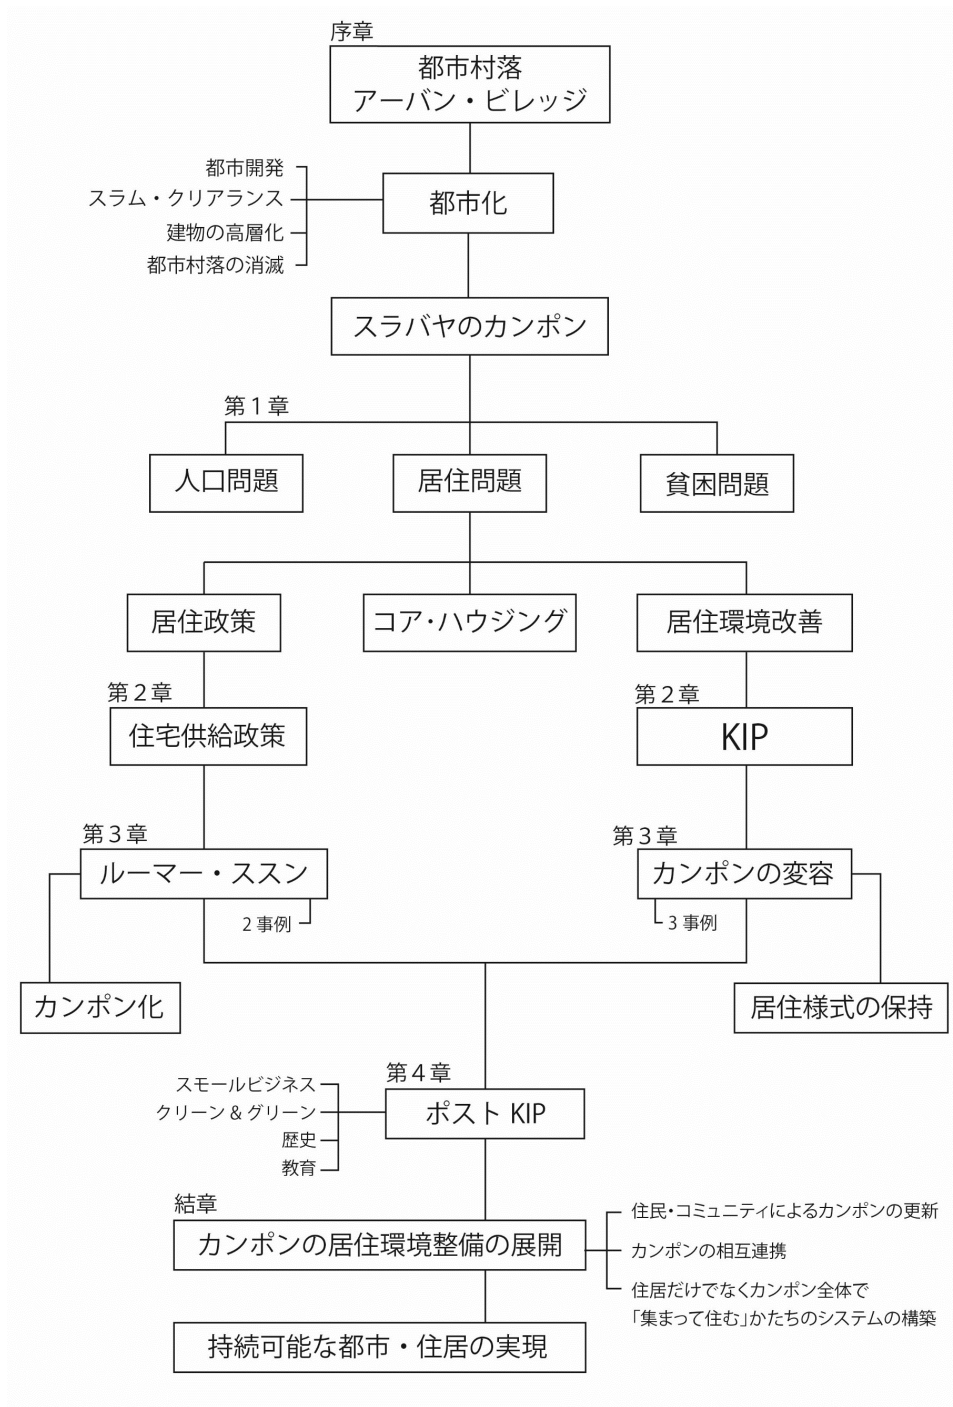 序章
都市村落
アーバン・ビレッジ
都市開発
スラム・クリアランス
建物の高層化
都市村落の消滅
都市化
スラバヤのカンポン
第1章
人口問題
居住問題
貧困問題
居住政策
コア・ハウジング
居住環境改善
第2章
住宅供給政策
第2章
KIP
第3章
ルーマー・ススン
2 事例
第3章
カンポンの変容
3 事例
カンポン化
居住様式の保持
第4章
スモールビジネス
クリーン & グリーン
歴史
教育
ポスト KIP
結章
カンポンの居住環境整備の展開
住民・コミュニティによるカンポンの更新
カンポンの相互連携
住居だけでなくカンポン全体で
「集まって住む」かたちのシステムの構築
持続可能な都市・住居の実現